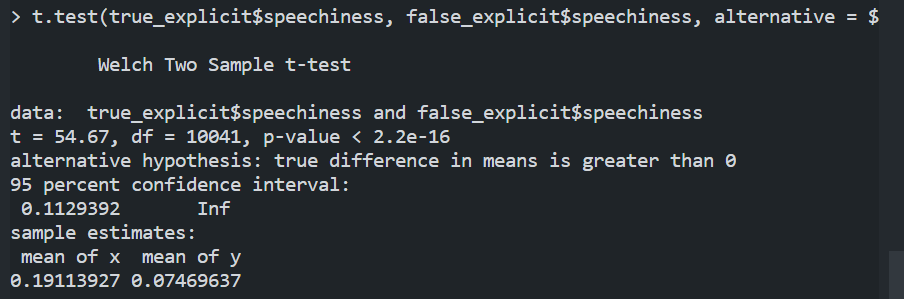 > t.test(true_explicit$speechiness, false_explicit$speechiness, alternative = $
Welch Two Sample t-test
data:  true_explicit$speechiness and false_explicit$speechiness
t = 54.67, df = 10041, p-value < 2.2e-16
alternative hypothesis: true difference in means is greater than 0
95 percent confidence interval:
 0.1129392       Inf
sample estimates:
 mean of x  mean of y
0.19113927 0.07469637